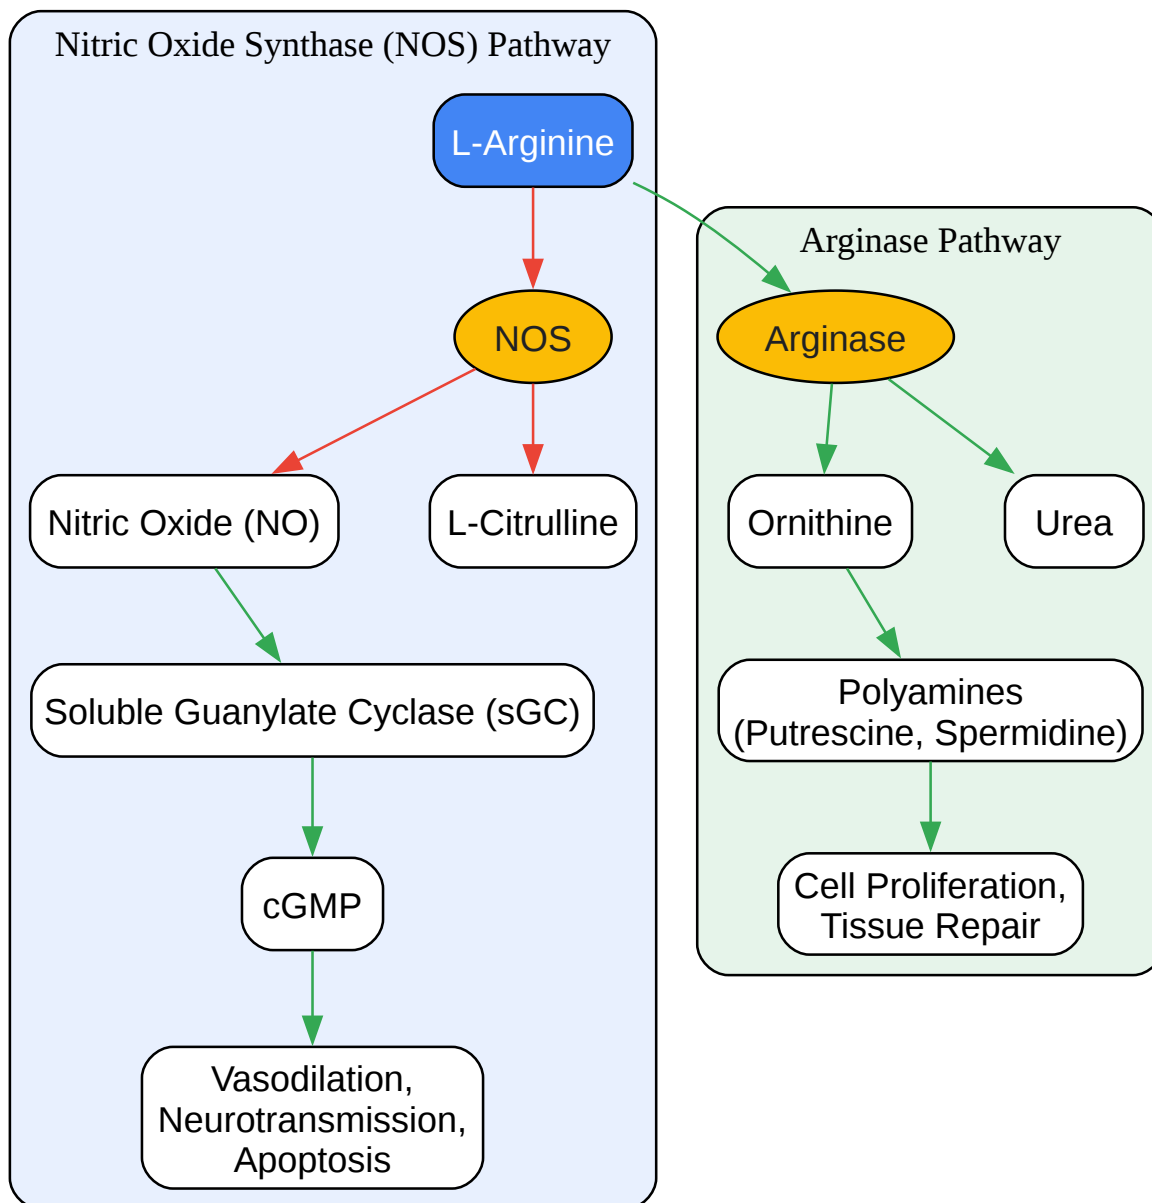 Nitric Oxide Synthase (NOS) Pathway
L-Arginine
Arginase Pathway
NOS
Arginase
Nitric Oxide (NO)
L-Citrulline
Ornithine
Urea
Soluble Guanylate Cyclase (sGC)
Polyamines
(Putrescine, Spermidine)
cGMP
Cell Proliferation,
Tissue Repair
Vasodilation,
Neurotransmission,
Apoptosis